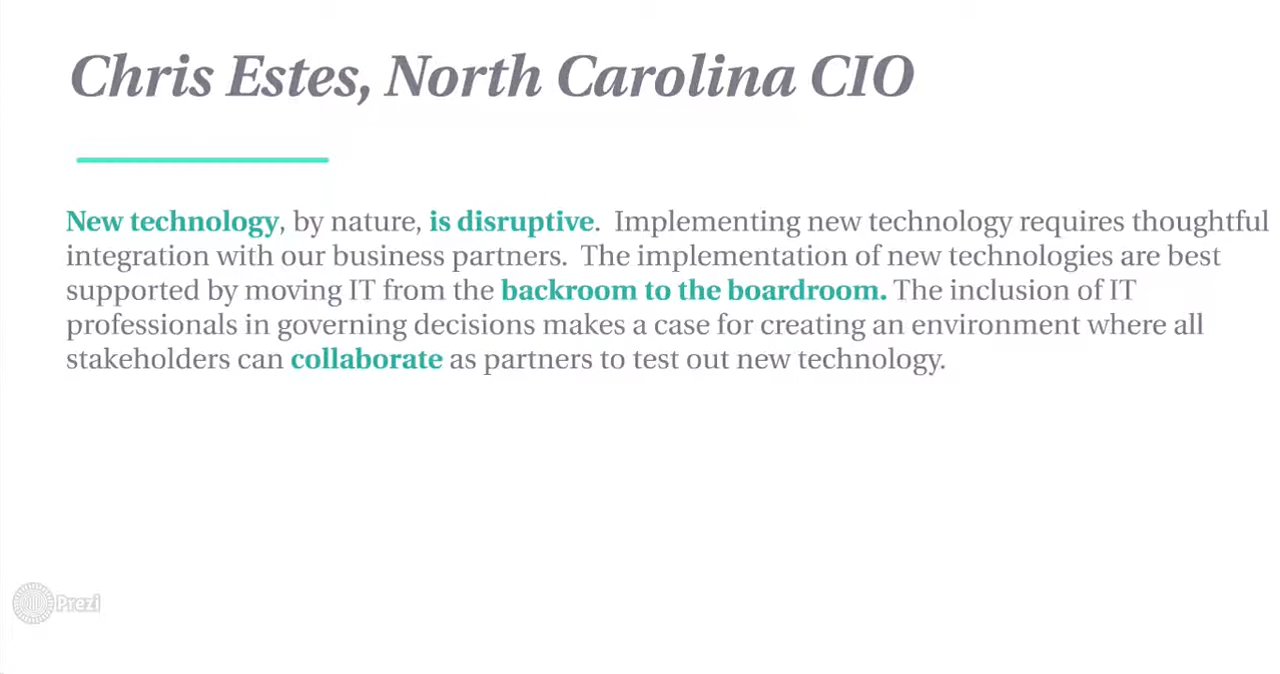 Chris Estes, North Carolina CIO
New technology, by nature, is disruptive.  Implementing new technology requires thoughtful
integration with our business partners.  The implementation of new technologies are best
supported by moving IT from the backroom to the boardroom. The inclusion of IT
professionals in governing decisions makes a case for creating an environment where all
stakeholders can collaborate as partners to test out new technology.
Prezi